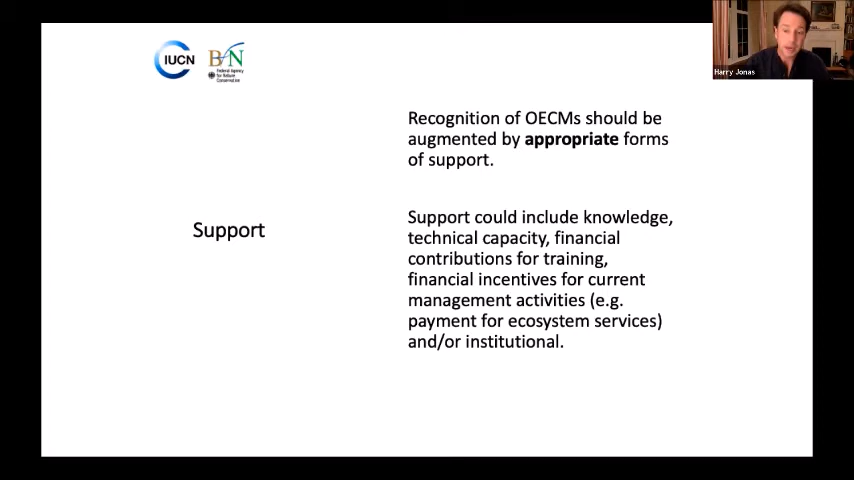 IUCN
BfN
Federal Agency
for Nature
Conservation
Harry Jonas
Recognition of OECMs should be
augmented by appropriate forms
of support.
Support
Support could include knowledge,
technical capacity, financial
contributions for training,
financial incentives for current
management activities (e.g.
payment for ecosystem services)
and/or institutional.